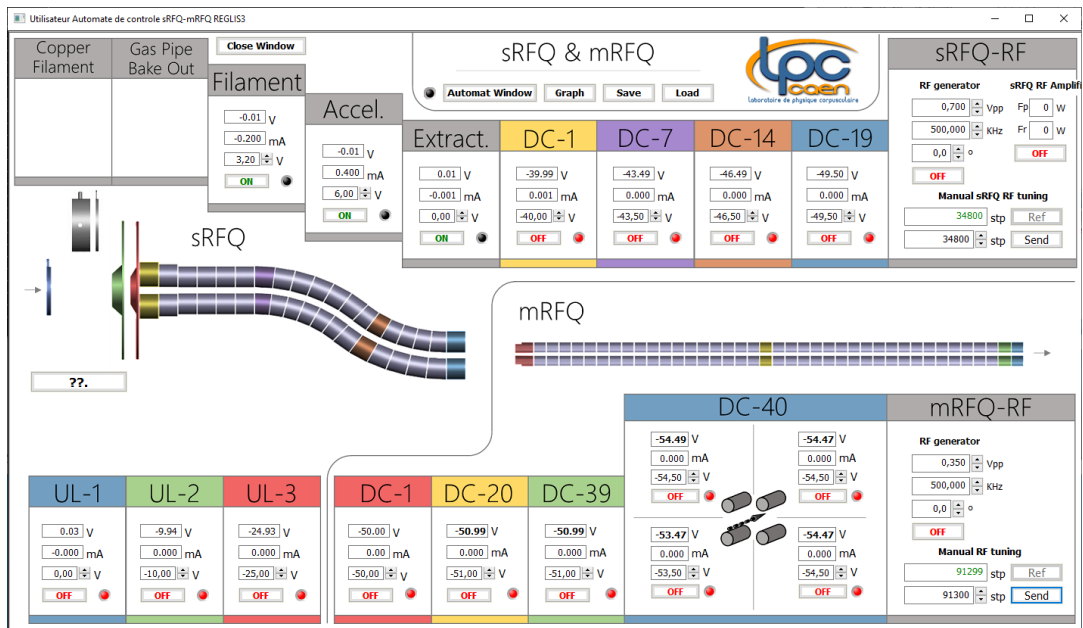 Utilisateur Automate de controle sRFQ-mRFQ REGLIS3
Copper
Filament
Gas Pipe
Bake Out
Close Window
Filament
-0.01 V
-0.200 mA
3,20 V
ON
Accel.
-0.01 V
0.400 mA
6,00 V
ON
sRFQ & mRFQ
Automat Window
Graph
Save
Load
LPC
caen
laboratoire de physique corpusculaire
Extract.
0.01 V
-0.001 mA
0,00 V
ON
DC-1
-39.99 V
0.001 mA
-40,00 V
OFF
DC-7
-43.49 V
0.000 mA
-43,50 V
OFF
DC-14
-46.49 V
0.000 mA
-46,50 V
OFF
DC-19
-49.50 V
0.000 mA
-49,50 V
OFF
sRFQ-RF
RF generator
sRFQ RF Amplifi
0,700 Vpp
500,000 KHz
0,0 °
OFF
Fp 0 W
Fr 0 W
OFF
Manual sRFQ RF tuning
34800 stp Ref
34800 stp Send
sRFQ
??.
mRFQ
UL-1
0.03 V
-0.000 mA
0,00 V
OFF
UL-2
-9.94 V
0.000 mA
-10,00 V
OFF
UL-3
-24.93 V
0.000 mA
-25,00 V
OFF
DC-1
-50.00 V
0.00 mA
-50,00 V
OFF
DC-20
-50.99 V
0.000 mA
-51,00 V
OFF
DC-39
-50.99 V
0.000 mA
-51,00 V
OFF
DC-40
-54.49 V
0.000 mA
-54,50 V
OFF
-54.47 V
0.000 mA
-54,50 V
OFF
-53.47 V
0.000 mA
-53,50 V
OFF
-54.47 V
0.000 mA
-54,50 V
OFF
mRFQ-RF
RF generator
0,350 Vpp
500,000 KHz
0,0 °
OFF
Manual RF tuning
91299 stp Ref
91300 stp Send